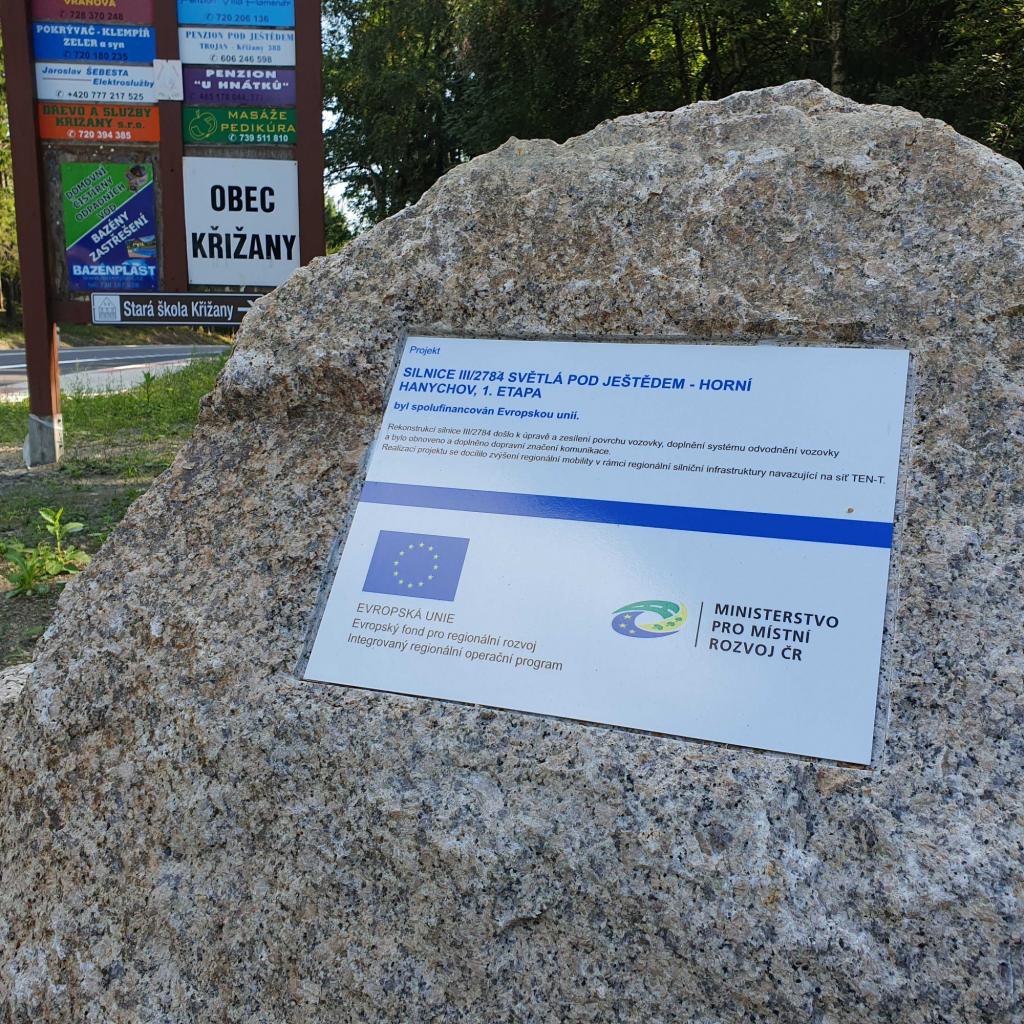 VRÁNOVÁ
728 370 248
720 206 136
POKRÝVAČ - KLEMPÍŘ
ZELER a syn
720 180 235
PENZION POD JEŠTĚDEM
TROJAN - Křižany 388
606 246 598
Jaroslav ŠEBESTA
Elektroslužby
+420 777 217 525
PENZION
"U HNÁTKŮ"
DŘEVO A SLUŽBY
KŘIŽANY s.r.o.
720 394 385
MASÁŽE
PEDIKÚRA
739 511 810
DOMOVNÍ
ČISTÍRNY
ODPADNÍCH
VOD
BAZÉNY
ZASTŘEŠENÍ
BAZENPLAST
OBEC
KŘIŽANY
Stará škola Křižany
Projekt
SILNICE III/2784 SVĚTLÁ POD JEŠTĚDEM - HORNÍ
HANYCHOV, 1. ETAPA
byl spolufinancován Evropskou unií.
Rekonstrukcí silnice III/2784 došlo k úpravě a zesílení povrchu vozovky, doplnění systému odvodnění vozovky
a bylo obnoveno a doplněno dopravní značení komunikace.
Realizací projektu se docílilo zvýšení regionální mobility v rámci regionální silniční infrastruktury navazující na síť TEN-T.
EVROPSKÁ UNIE
Evropský fond pro regionální rozvoj
Integrovaný regionální operační program
MINISTERSTVO
PRO MÍSTNÍ
ROZVOJ ČR